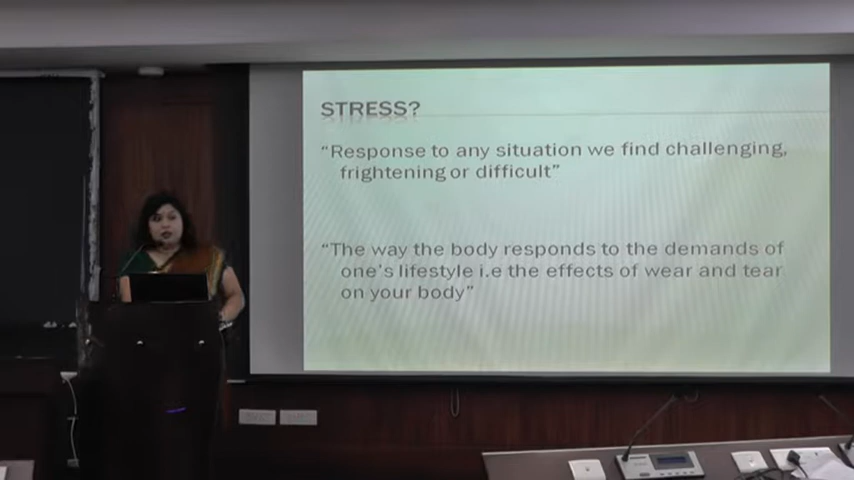 STRESS?
“Response to any situation we find challenging,
frightening or difficult”
“The way the body responds to the demands of
one's lifestyle i.e the effects of wear and tear
on your body”